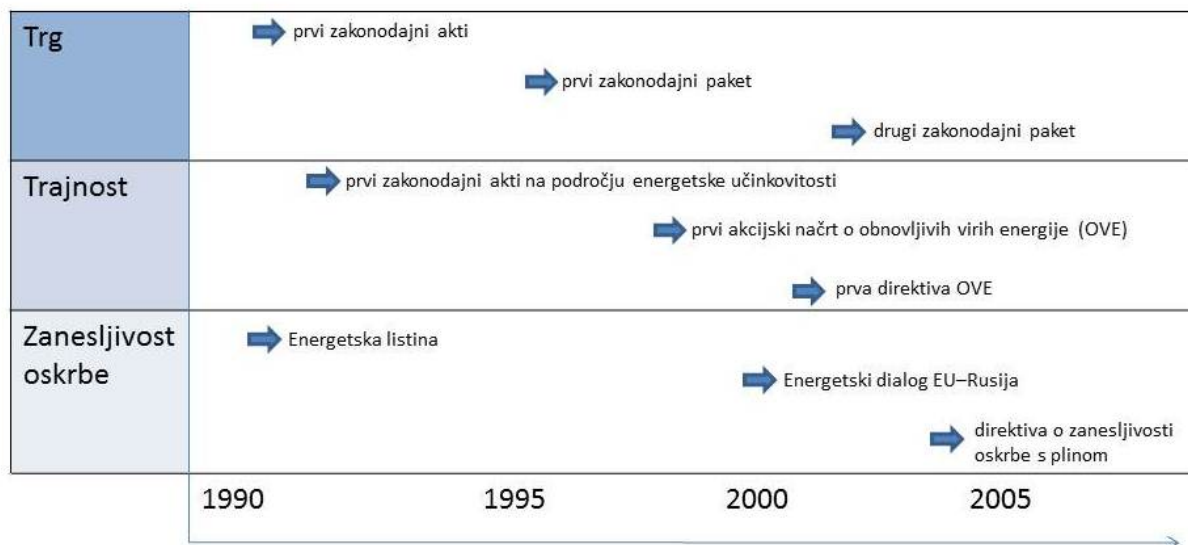 Trg
prvi zakonodajni akti
prvi zakonodajni paket
drugi zakonodajni paket
Trajnost
prvi zakonodajni akti na področju energetske učinkovitosti
prvi akcijski načrt o obnovljivih virih energije (OVE)
prva direktiva OVE
Zanesljivost
oskrbe
Energetska listina
Energetski dialog EU–Rusija
direktiva o zanesljivosti
oskrbe s plinom
1990 1995 2000 2005